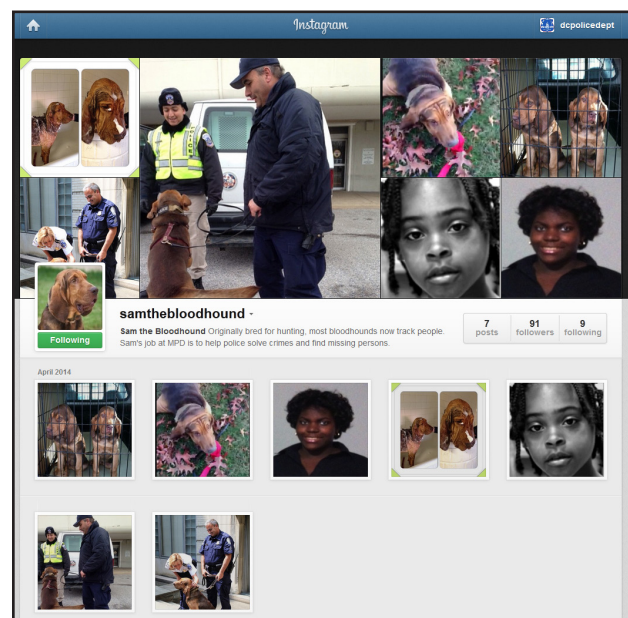 Instagram
dcpolicedept
samthebloodhound
Sam the Bloodhound Originally bred for hunting, most bloodhounds now track people.
Sam's job at MPD is to help police solve crimes and find missing persons.
7
posts
91
followers
9
following
Following
April 2014